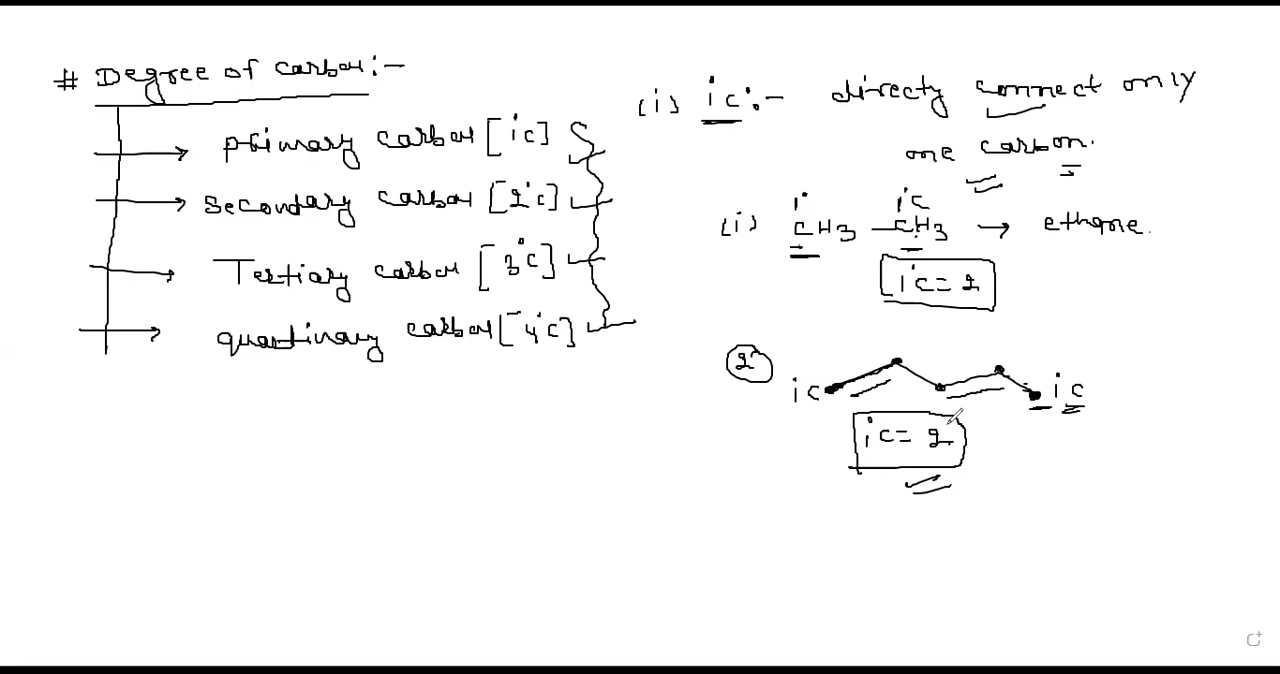 # Degree of carbon:-
primary carbon [1°c]
secondary carbon [2°c]
Tertiary carbon [3°c]
quartinary carbon [4°c]
(i) 1°c:- directy connect only
one carbon.
1° 1°c
(i) CH3 — CH3 → ethane.
1°c = 2
2
1°c 1°c
1°c = 2